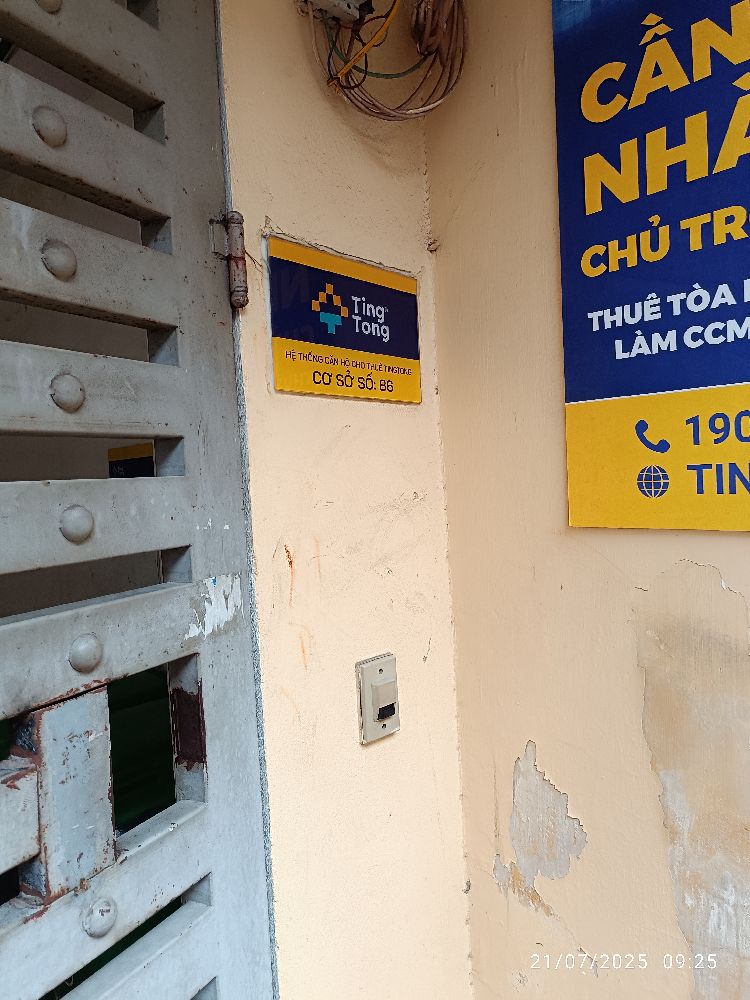 Ting
Tong
HỆ THỐNG CĂN HỘ CHO THUÊ TINGTONG
CƠ SỞ SỐ: 86
CẦN
NHÀ
CHỦ TR
THUÊ TÒA
LÀM CCM
190
TIN
21/07/2025 09:25